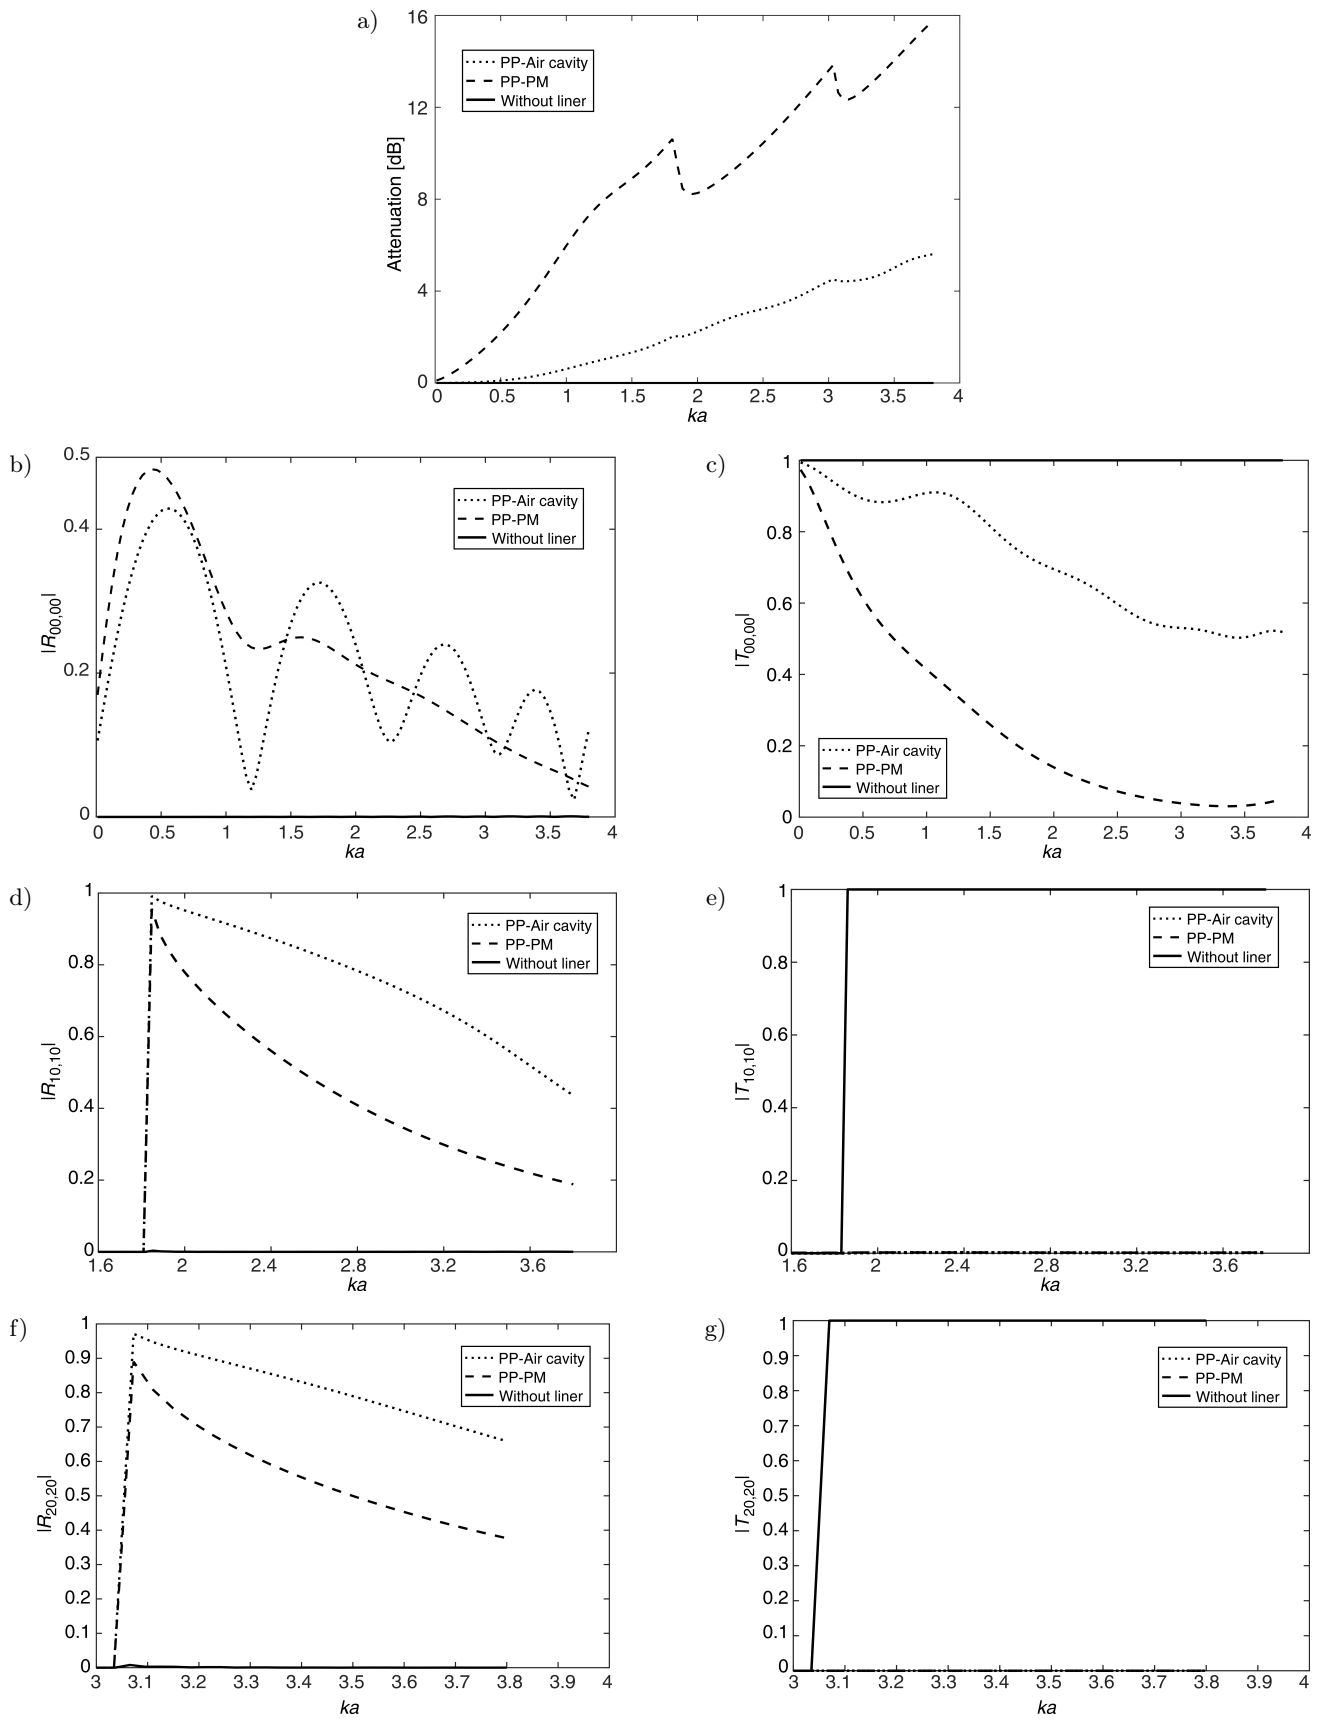 a)
16
12
8
4
0
Attenuation [dB]
PP-Air cavity
PP-PM
Without liner
0 0.5 1 1.5 2 2.5 3 3.5 4
ka
b)
0.5
0.4
0.2
0
|R00,00|
PP-Air cavity
PP-PM
Without liner
0 0.5 1 1.5 2 2.5 3 3.5 4
ka
c)
1
0.8
0.6
0.4
0.2
0
|T00,00|
PP-Air cavity
PP-PM
Without liner
0 0.5 1 1.5 2 2.5 3 3.5 4
ka
d)
1
0.8
0.6
0.4
0.2
0
|R10,10|
PP-Air cavity
PP-PM
Without liner
1.6 2 2.4 2.8 3.2 3.6
ka
e)
1
0.8
0.6
0.4
0.2
0
|T10,10|
PP-Air cavity
PP-PM
Without liner
1.6 2 2.4 2.8 3.2 3.6
ka
f)
1
0.9
0.8
0.7
0.6
0.5
0.4
0.3
0.2
0.1
0
|R20,20|
PP-Air cavity
PP-PM
Without liner
3 3.1 3.2 3.3 3.4 3.5 3.6 3.7 3.8 3.9 4
ka
g)
1
0.9
0.8
0.7
0.6
0.5
0.4
0.3
0.2
0.1
0
|T20,20|
PP-Air cavity
PP-PM
Without liner
3 3.1 3.2 3.3 3.4 3.5 3.6 3.7 3.8 3.9 4
ka